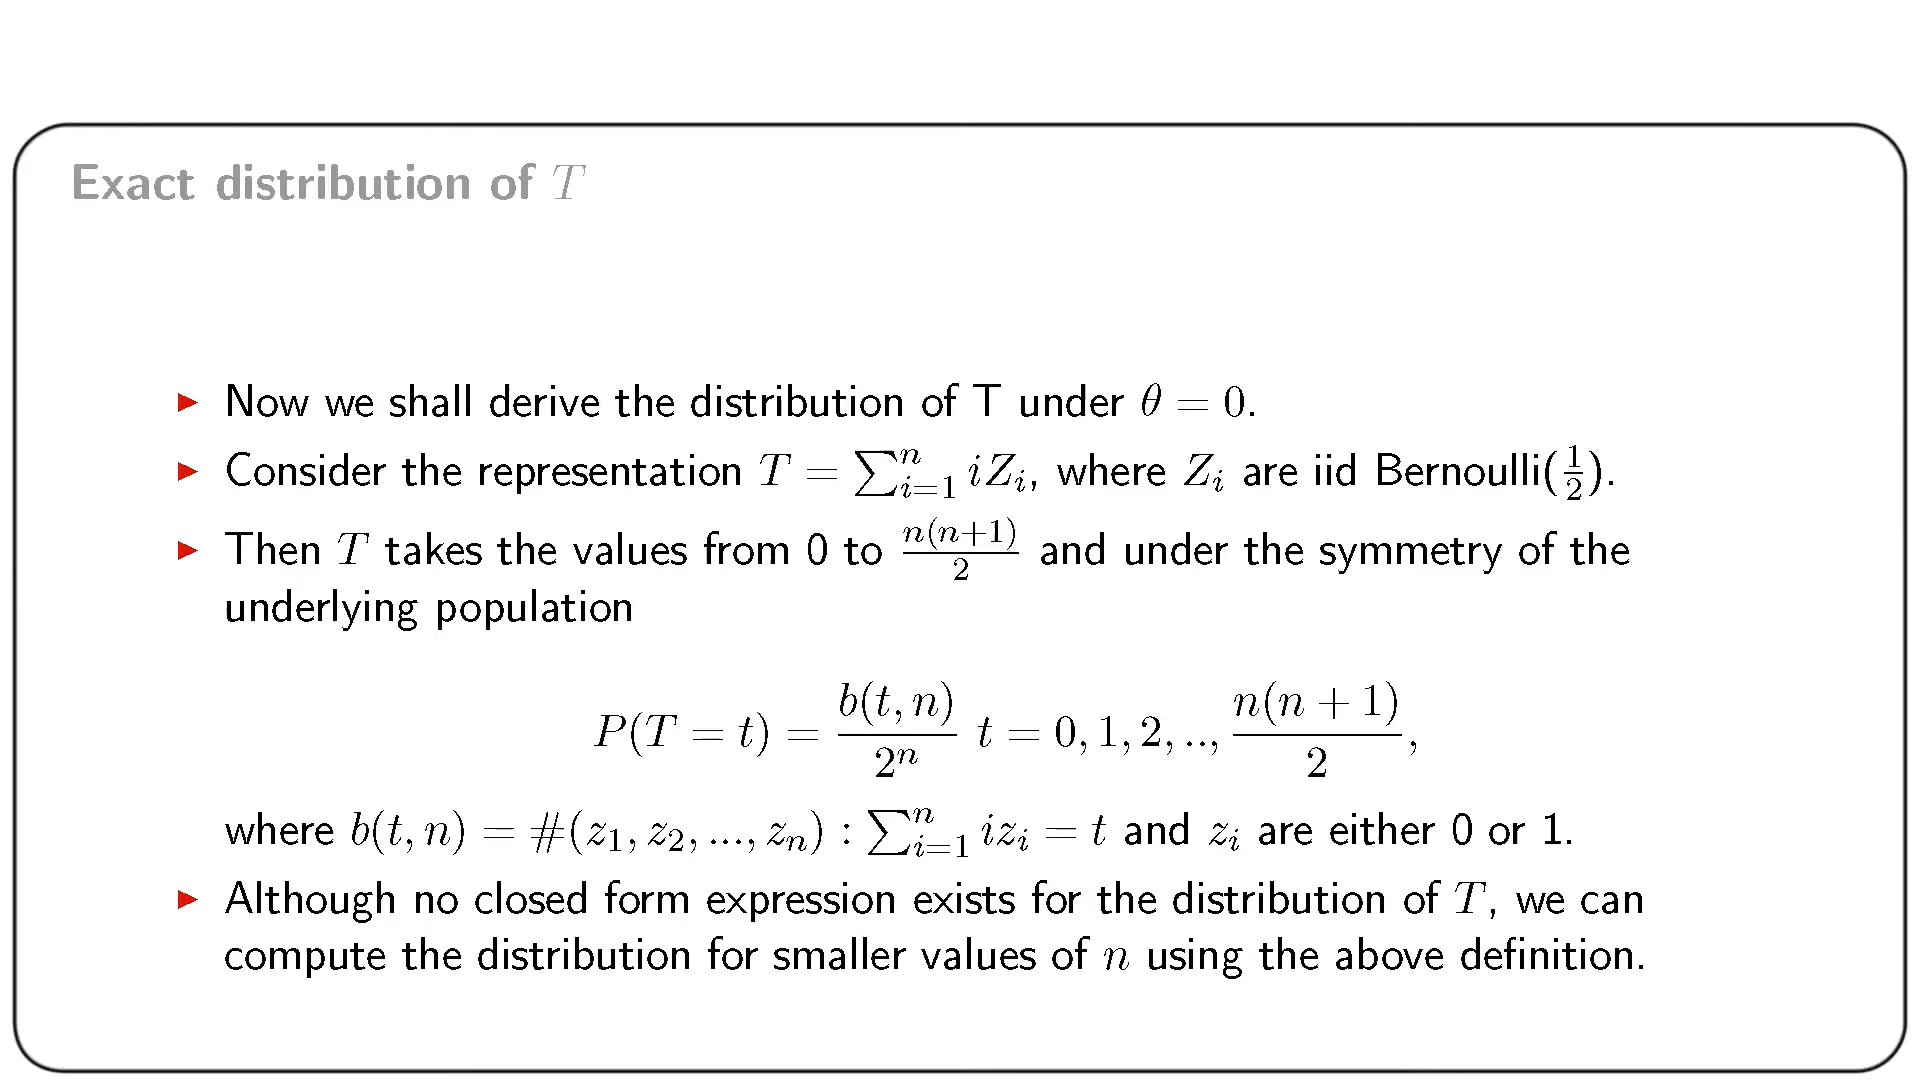 Exact distribution of T
▶ Now we shall derive the distribution of T under θ = 0.
▶ Consider the representation T = ∑_{i=1}^{n} iZ_i, where Z_i are iid Bernoulli(1/2).
▶ Then T takes the values from 0 to n(n+1)/2 and under the symmetry of the
underlying population
P(T = t) = b(t, n)/2^n t = 0, 1, 2, .., n(n + 1)/2,
where b(t, n) = #(z_1, z_2, ..., z_n) : ∑_{i=1}^{n} iz_i = t and z_i are either 0 or 1.
▶ Although no closed form expression exists for the distribution of T, we can
compute the distribution for smaller values of n using the above definition.